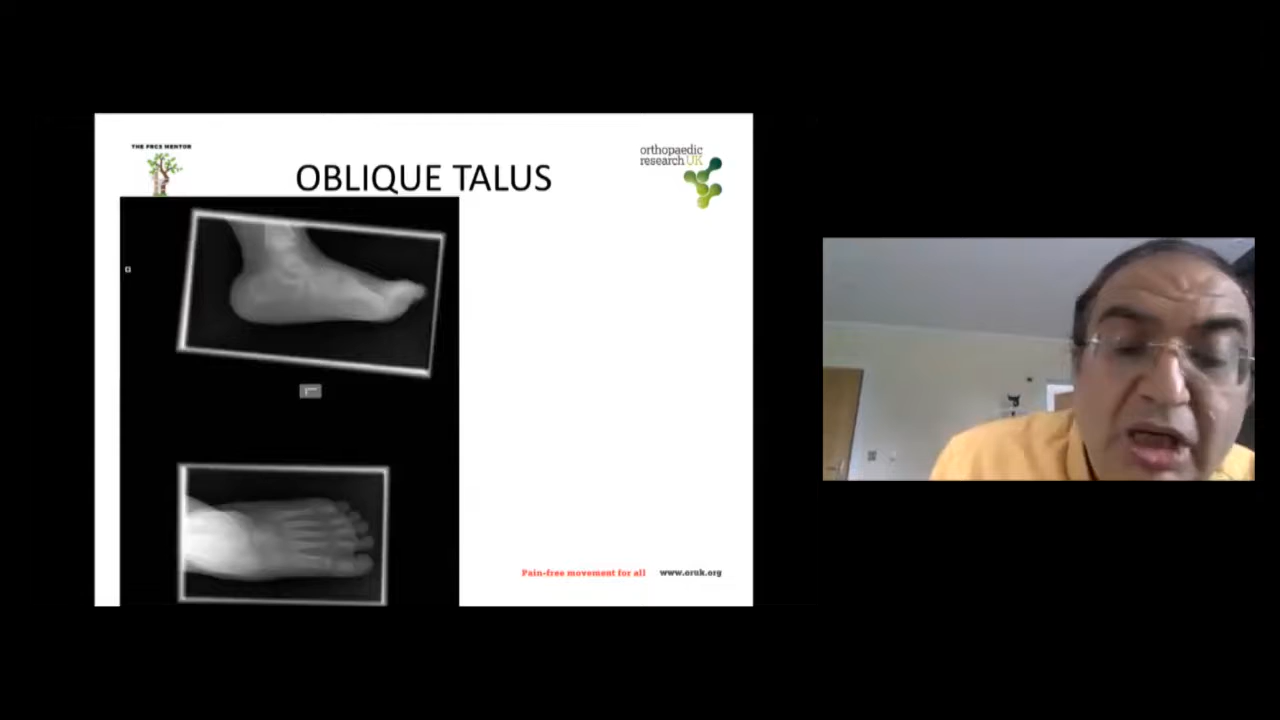 THE FRCS MENTOR
orthopaedic
research UK
OBLIQUE TALUS
Pain-free movement for all www.oruk.org